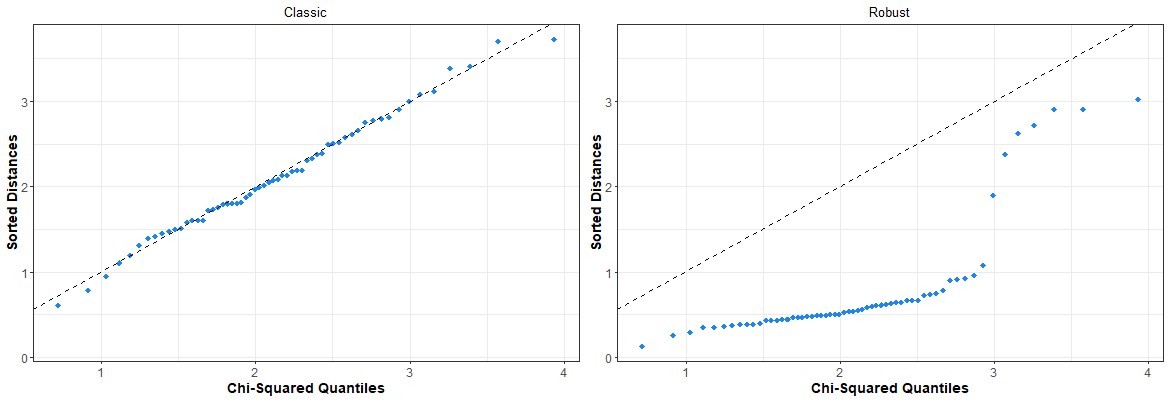 Classic
Sorted Distances
3
2
1
0
1 2 3 4
Chi-Squared Quantiles
Robust
Sorted Distances
3
2
1
0
1 2 3 4
Chi-Squared Quantiles